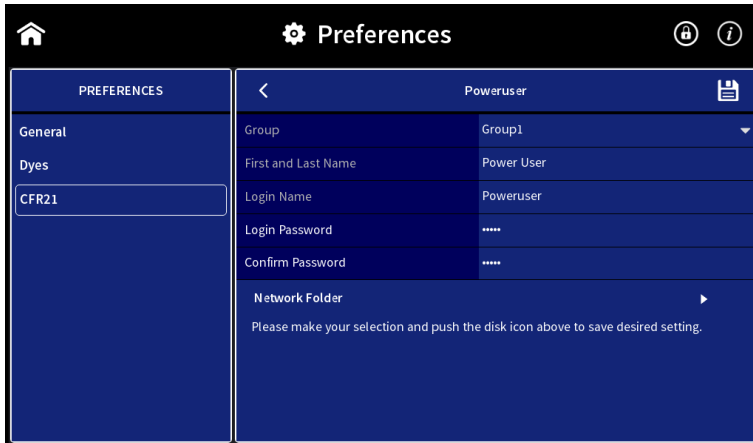 Preferences
PREFERENCES
General
Dyes
CFR21
Poweruser
Group Group1
First and Last Name Power User
Login Name Poweruser
Login Password •••••
Confirm Password •••••
Network Folder
Please make your selection and push the disk icon above to save desired setting.